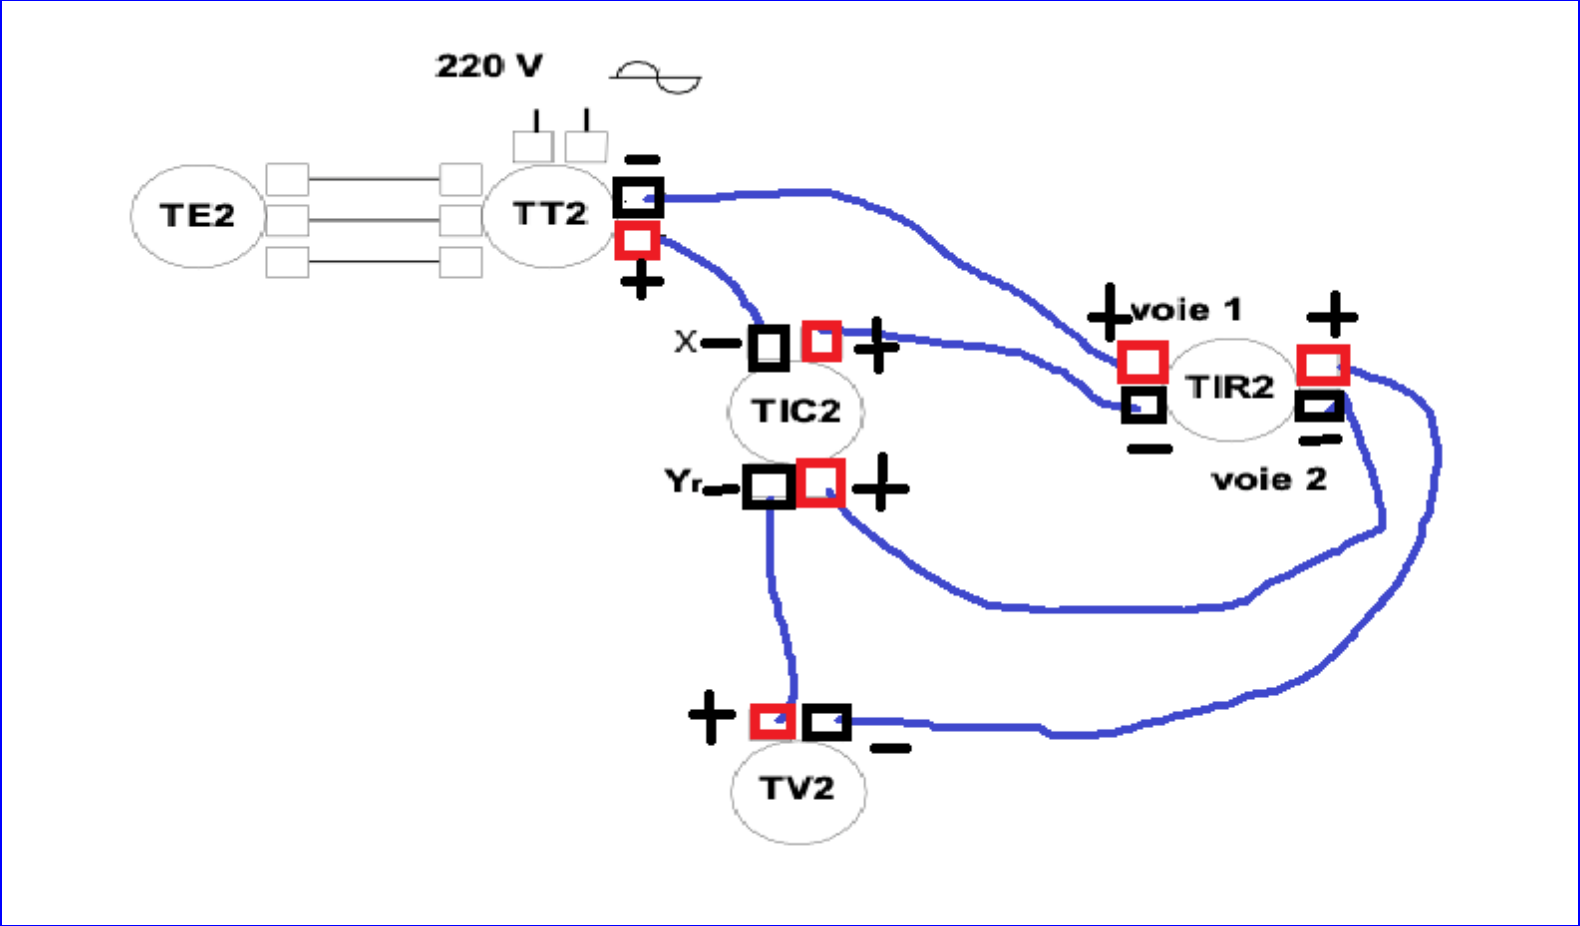 220 V
−
TE2
TT2
+
+ voie 1 +
X − + 
TIR2
TIC2
− −
Yr − +
voie 2
+ −
TV2